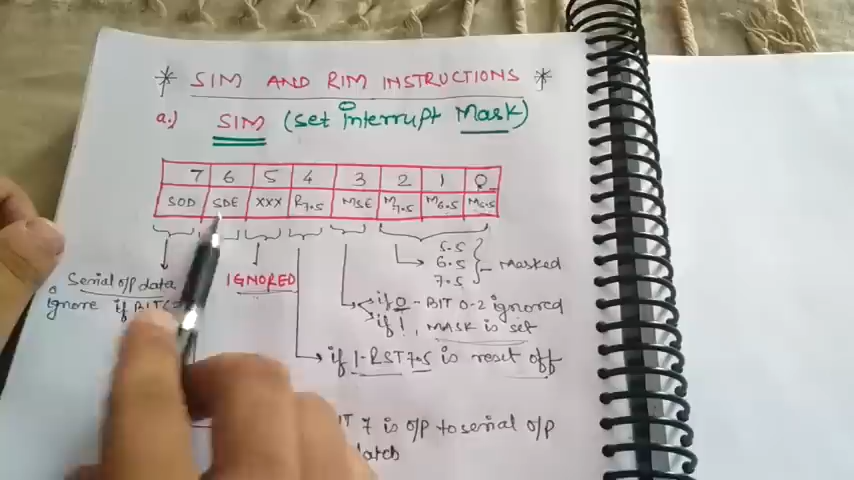 * SIM AND RIM INSTRUCTIONS *
a.) SIM (set interrupt Mask)
7 6 5 4 3 2 1 0
SOD SDE XXX R7.5 MSE M7.5 M6.5 M5.5
5.5
6.5 - Masked
7.5
Serial o/p data
ignore if BIT 6
IGNORED
if 0 - BIT 0-2 ignored
if 1, MASK is set
if 1-RST 7.5 is reset off
7 is o/p to serial o/p